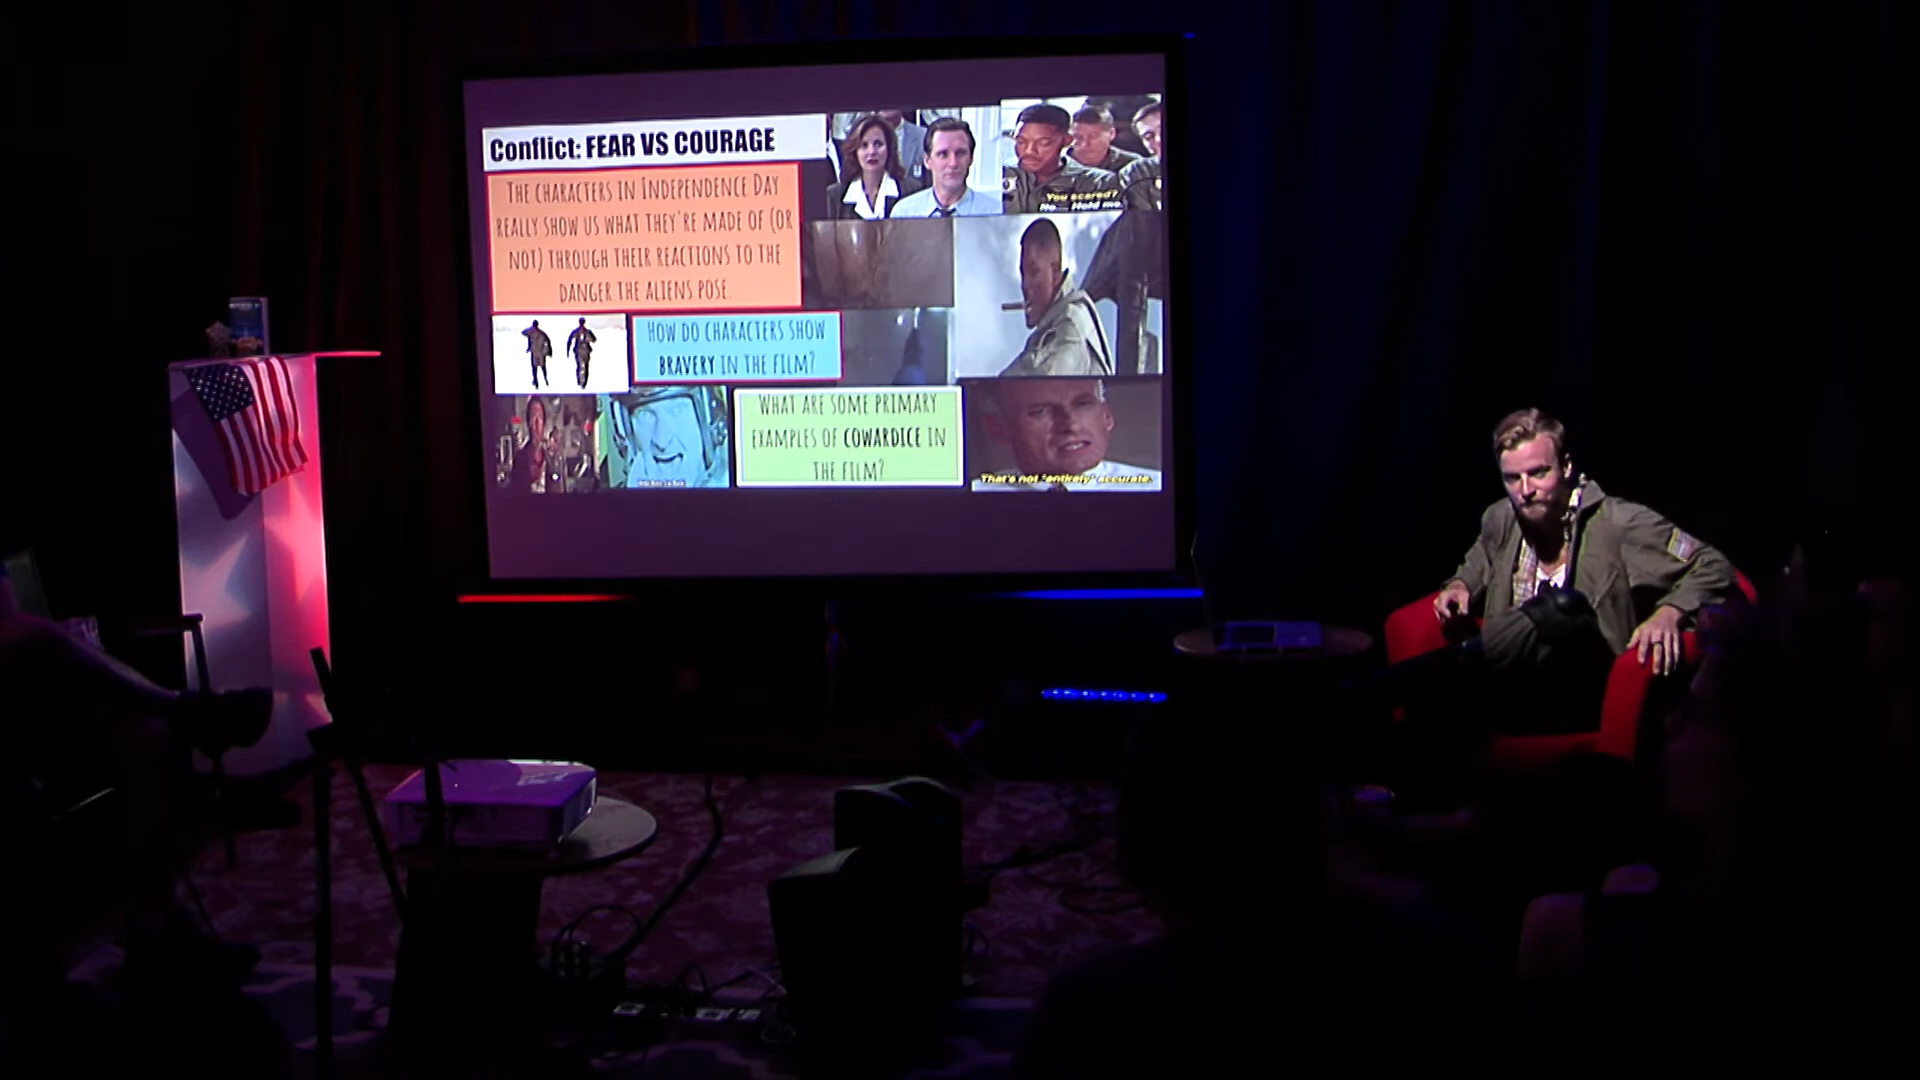 Conflict: FEAR VS COURAGE
THE CHARACTERS IN INDEPENDENCE DAY
REALLY SHOW US WHAT THEY'RE MADE OF (OR
NOT) THROUGH THEIR REACTIONS TO THE
DANGER THE ALIENS POSE.
You scared?
No... Hold me.
HOW DO CHARACTERS SHOW
BRAVERY IN THE FILM?
WHAT ARE SOME PRIMARY
EXAMPLES OF COWARDICE IN
THE FILM?
That's not "entirely" accurate.